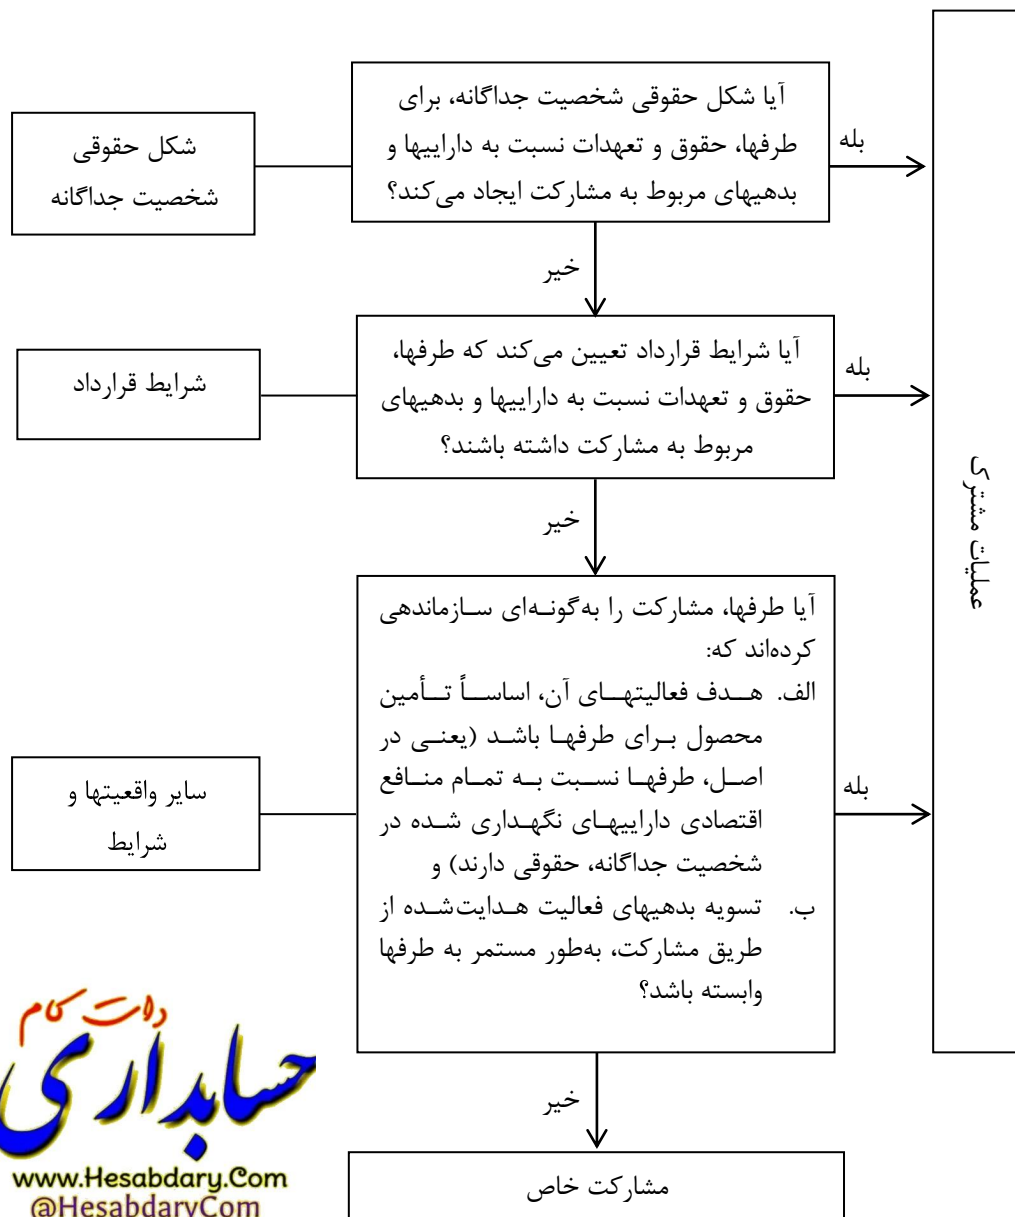 آیا شکل حقوقی شخصیت جداگانه، برای
طرفها، حقوق و تعهدات نسبت به داراییها و
بدهیهای مربوط به مشارکت ایجاد می‌کند؟
شکل حقوقی
شخصیت جداگانه
بله
خیر
آیا شرایط قرارداد تعیین می‌کند که طرفها،
حقوق و تعهدات نسبت به داراییها و بدهیهای
مربوط به مشارکت داشته باشند؟
شرایط قرارداد
بله
خیر
عملیات مشترک
آیا طرفها، مشارکت را به‌گونه‌ای سازماندهی
کرده‌اند که:
الف. هدف فعالیتهای آن، اساساً تأمین
محصول برای طرفها باشد (یعنی در
اصل، طرفها نسبت به تمام منافع
اقتصادی داراییهای نگهداری شده در
شخصیت جداگانه، حقوقی دارند) و
ب. تسویه بدهیهای فعالیت هدایت‌شده از
طریق مشارکت، به‌طور مستمر به طرفها
وابسته باشد؟
سایر واقعیتها و
شرایط
بله
خیر
مشارکت خاص
حسابداری دات کام
www.Hesabdary.Com
@HesabdaryCom